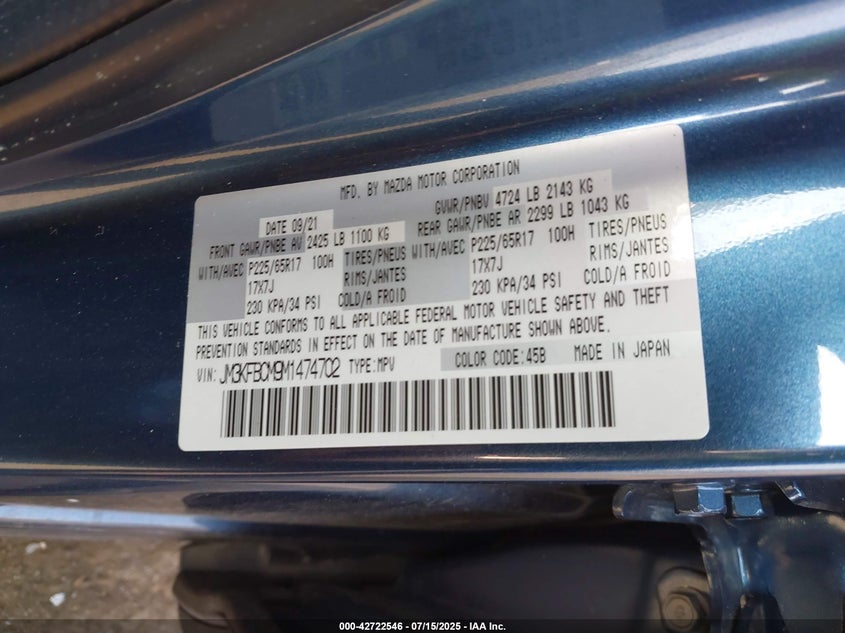 MFD. BY MAZDA MOTOR CORPORATION
DATE 09/21 GVWR/PNBV 4724 LB 2143 KG
FRONT GAWR/PNBE AV 2425 LB 1100 KG REAR GAWR/PNBE AR 2299 LB 1043 KG
WITH/AVEC P225/65R17 100H TIRES/PNEUS WITH/AVEC P225/65R17 100H TIRES/PNEUS
17X7J RIMS/JANTES 17X7J RIMS/JANTES
230 KPA/34 PSI COLD/A FROID 230 KPA/34 PSI COLD/A FROID
THIS VEHICLE CONFORMS TO ALL APPLICABLE FEDERAL MOTOR VEHICLE SAFETY AND THEFT
PREVENTION STANDARDS IN EFFECT ON THE DATE OF MANUFACTURE SHOWN ABOVE.
VIN: JM3KFBCM9M1474702 TYPE:MPV COLOR CODE:45B MADE IN JAPAN
000-42722546 - 07/15/2025 - IAA Inc.